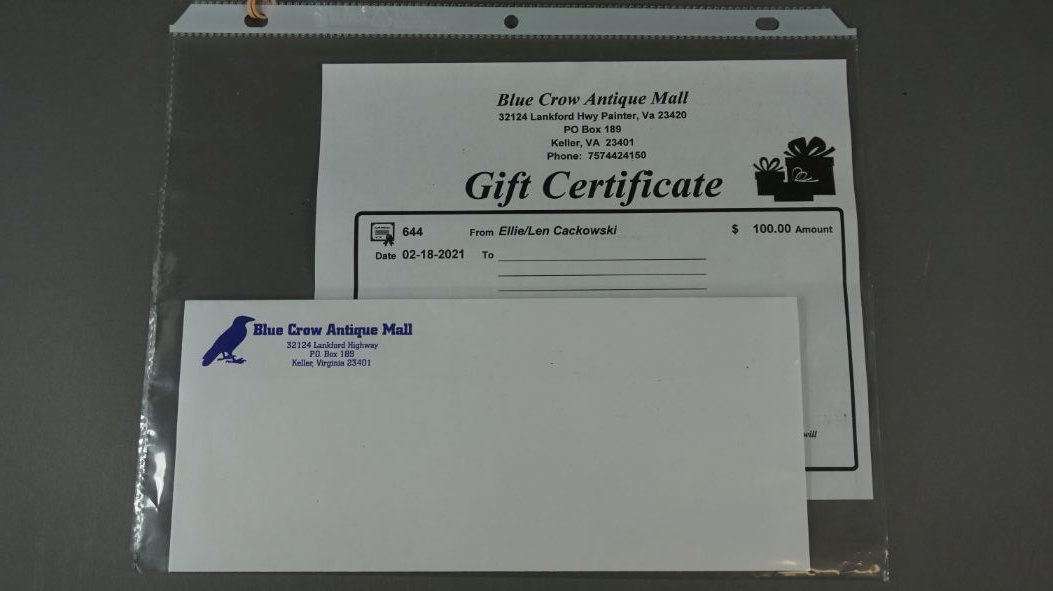 Blue Crow Antique Mall
32124 Lankford Hwy Painter, Va 23420
PO Box 189
Keller, VA 23401
Phone: 7574424150
Gift Certificate
644 From Ellie/Len Cackowski $ 100.00 Amount
Date 02-18-2021 To
will
Blue Crow Antique Mall
32124 Lankford Highway
P.O. Box 189
Keller, Virginia 23401